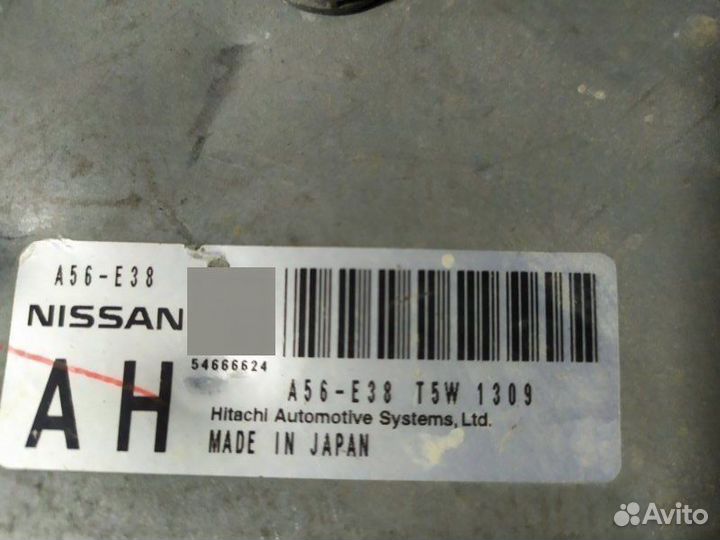 A56-E38
NISSAN
54666624
AH
A56-E38 T5W 1309
Hitachi Automotive Systems, Ltd.
MADE IN JAPAN
Avito